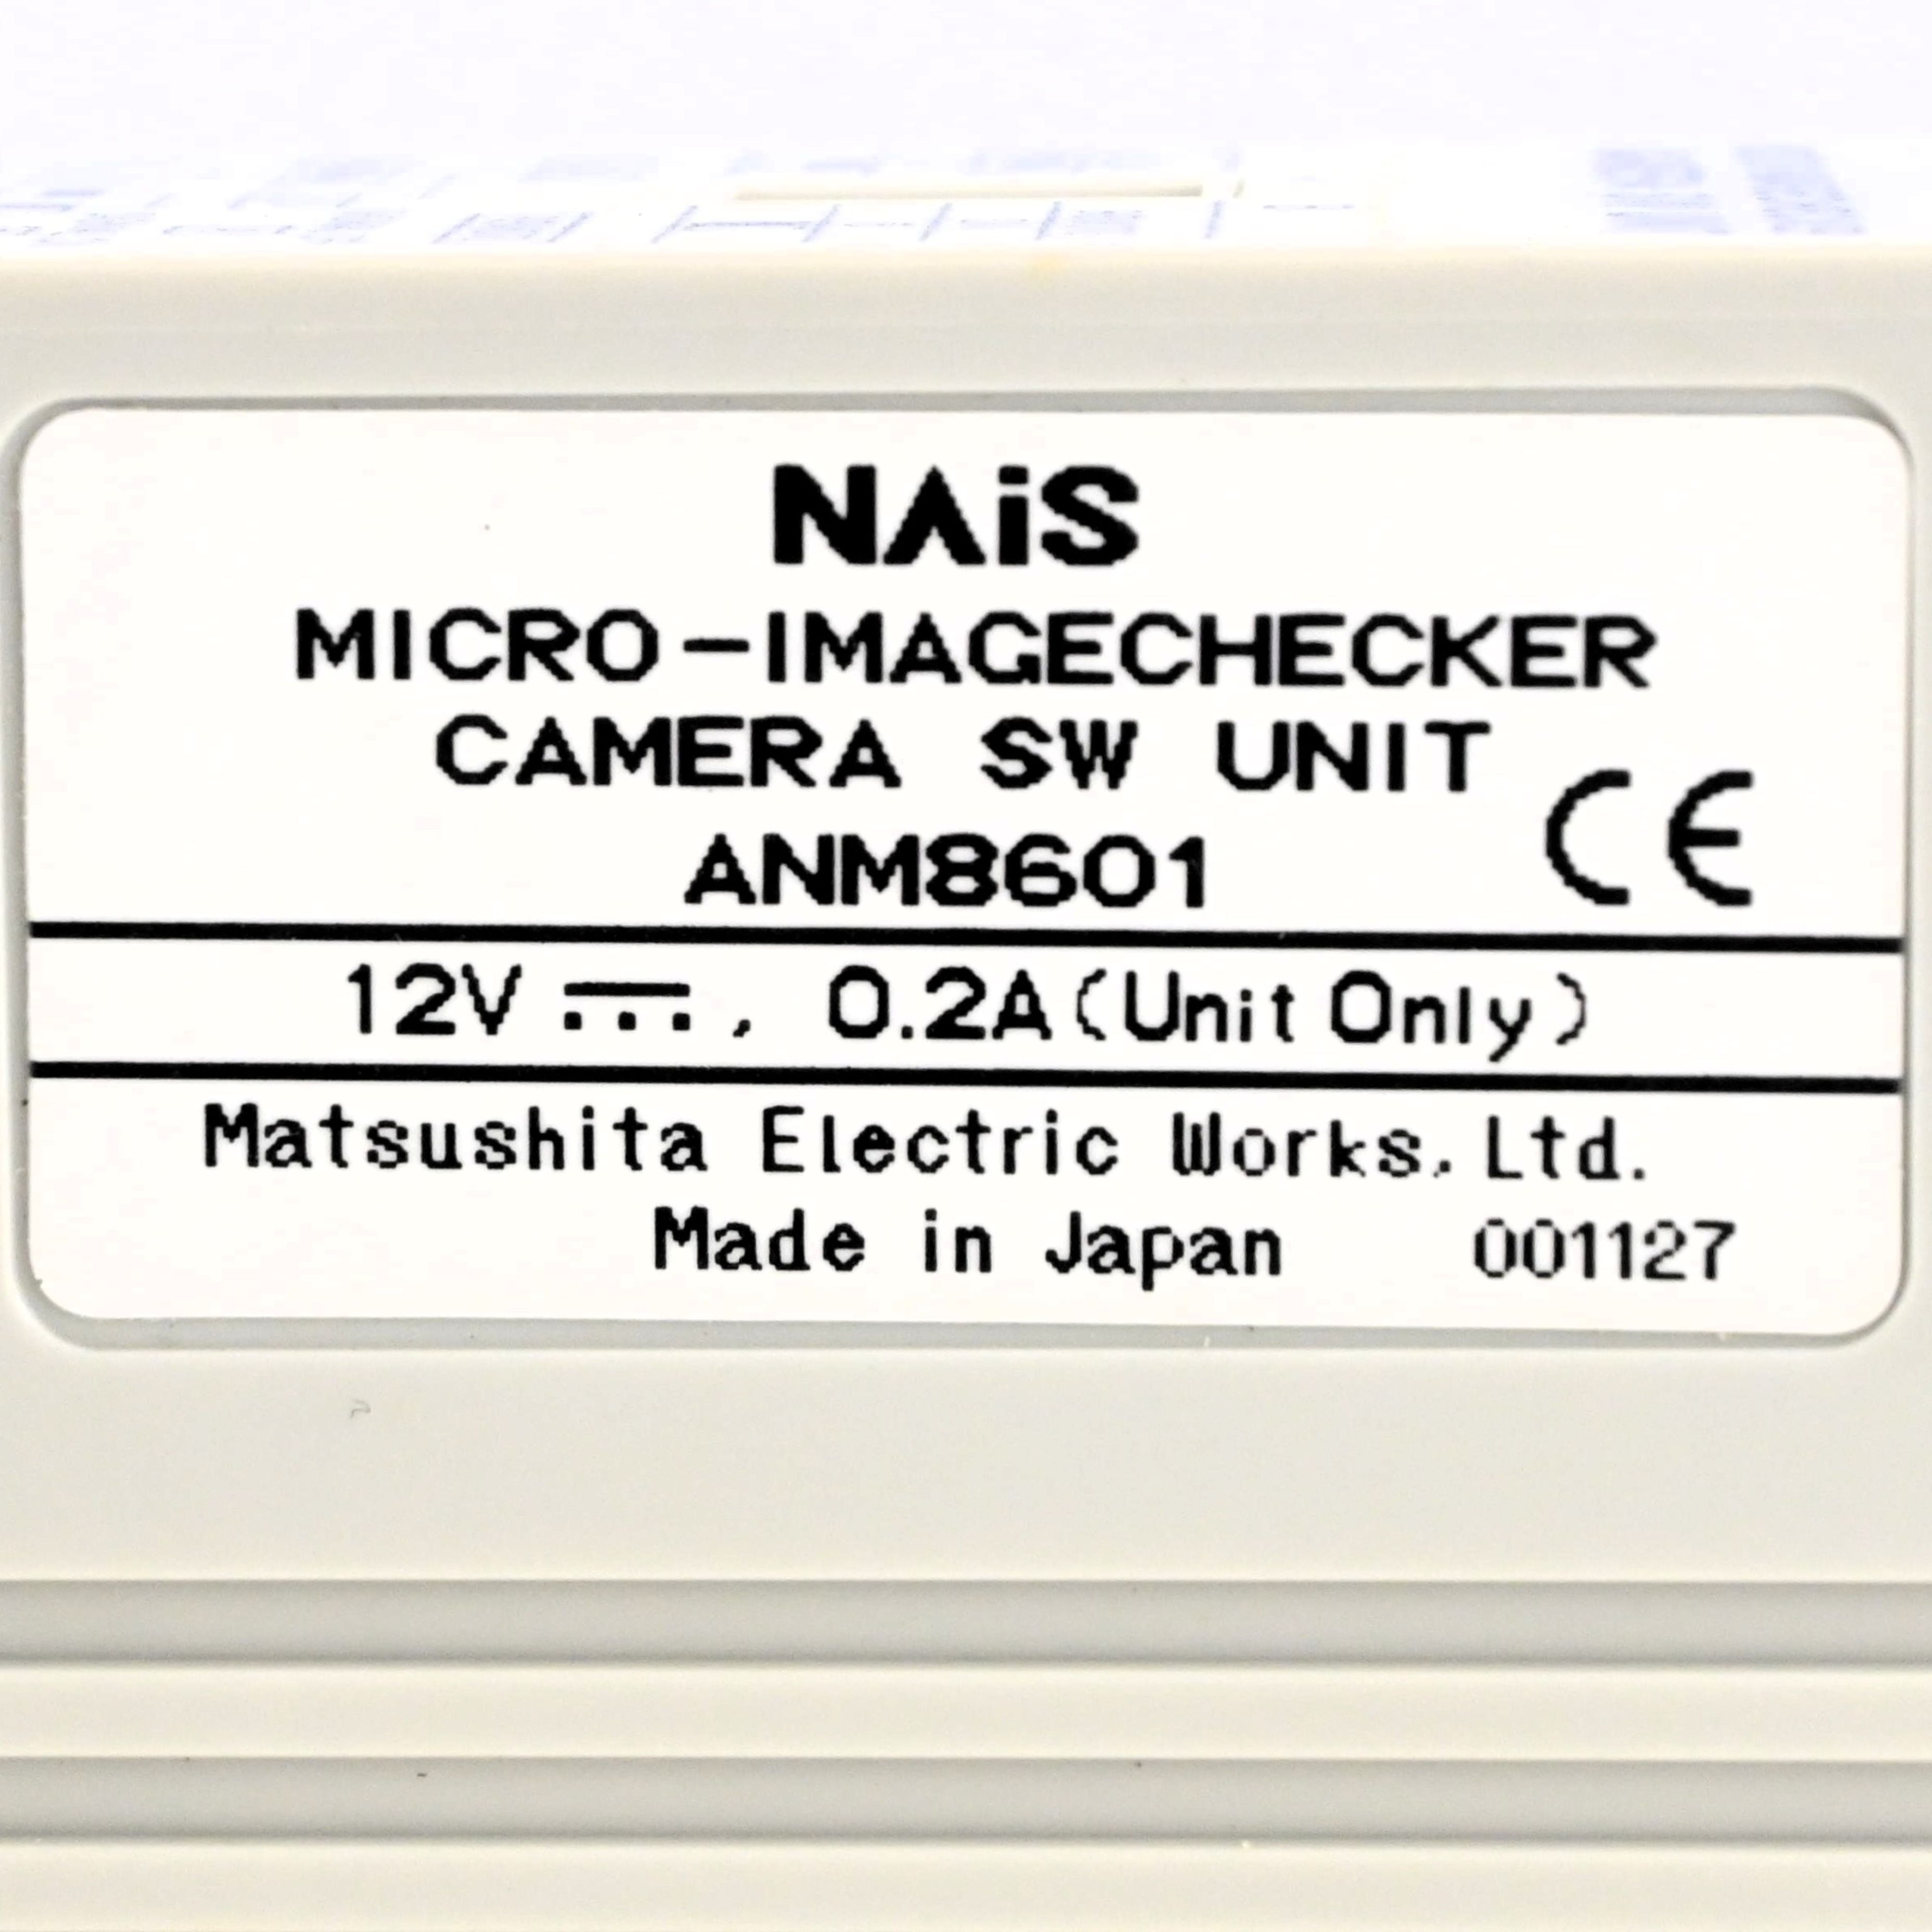 NAiS
MICRO-IMAGECHECKER
CAMERA SW UNIT
ANM8601 CE
12V ⎓, 0.2A(Unit Only)
Matsushita Electric Works, Ltd.
Made in Japan 001127